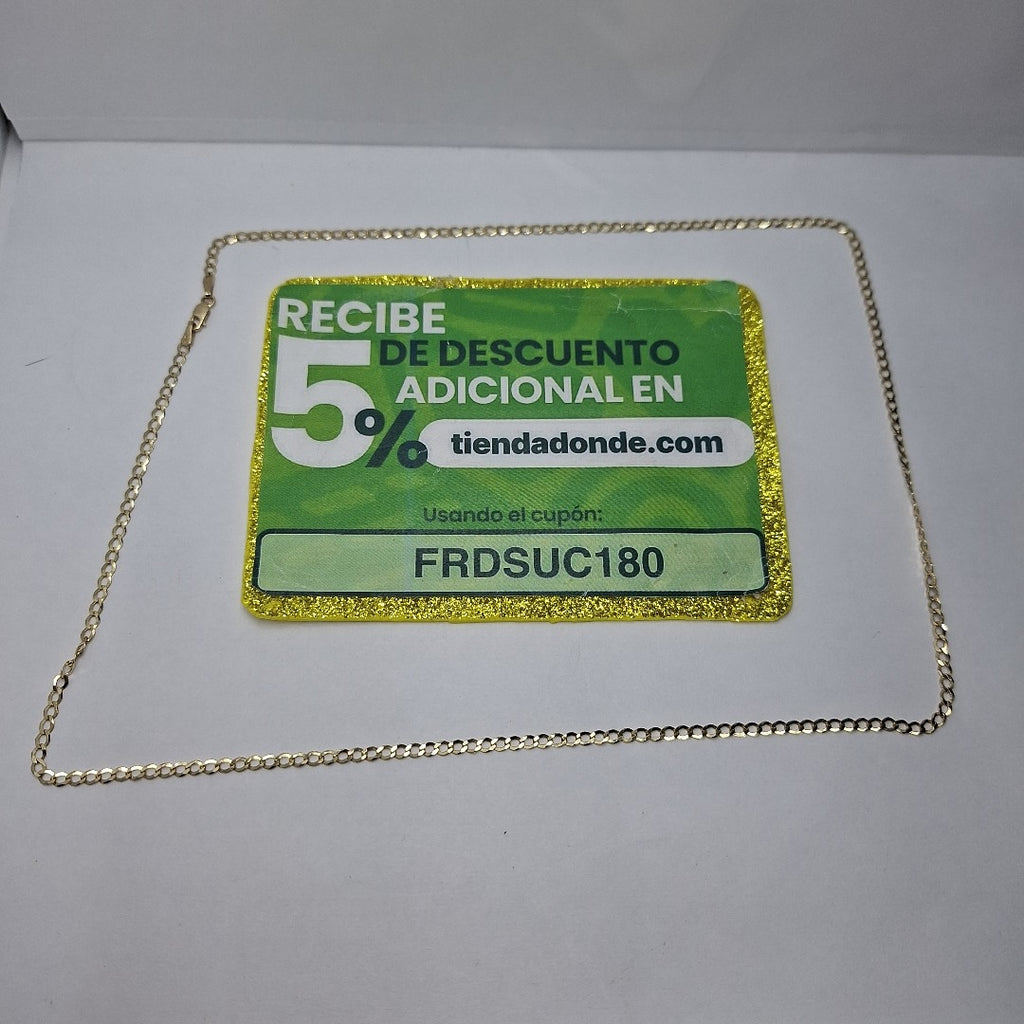 RECIBE
5% DE DESCUENTO
ADICIONAL EN
tiendadonde.com
Usando el cupón:
FRDSUC180